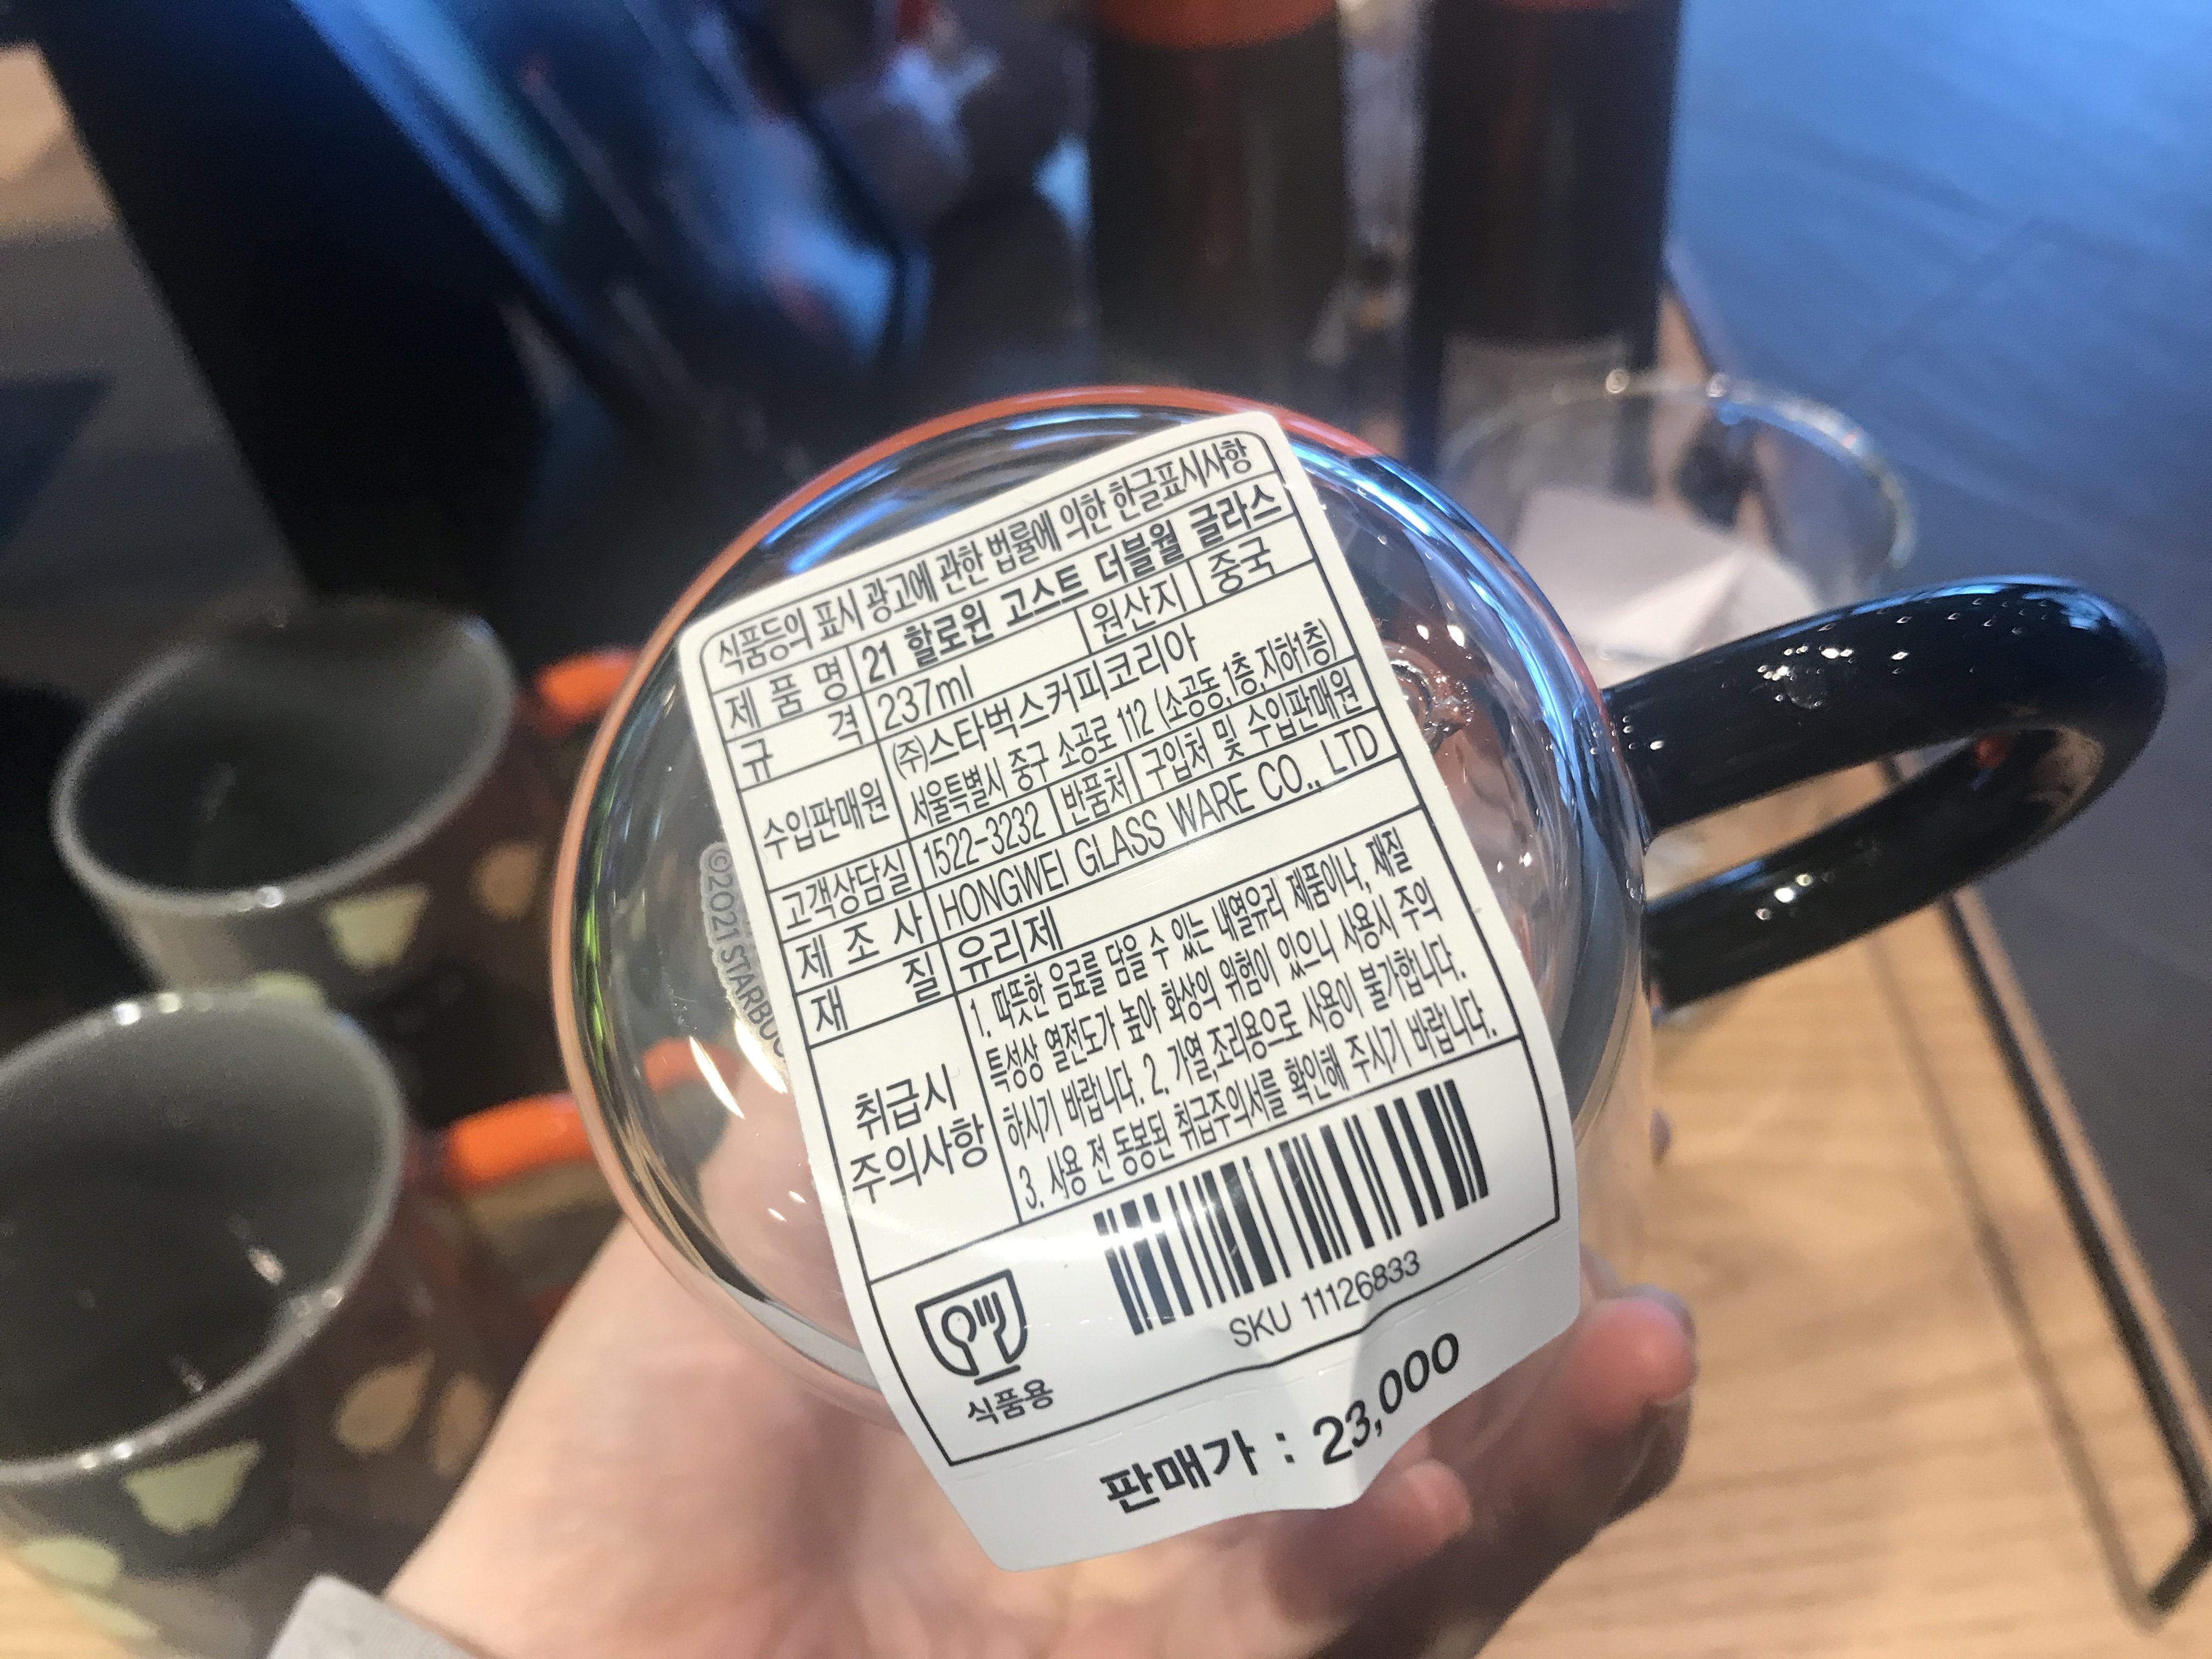 식품등의 표시 광고에 관한 법률에 의한 한글표시사항
제 품 명 21 할로윈 고스트 더블월 글라스
규 격 237ml 원산지 중국
수입판매원 (주)스타벅스커피코리아
서울특별시 중구 소공로 112 (소공동,1층,지하1층)
고객상담실 1522-3232 반품처 구입처 및 수입판매원
제 조 사 HONGWEI GLASS WARE CO., LTD
재 질 유리제
취급시
주의사항
1. 따뜻한 음료를 담을 수 있는 내열유리 제품이나, 재질
특성상 열전도가 높아 화상의 위험이 있으니 사용시 주의
하시기 바랍니다. 2. 가열,조리용으로 사용이 불가합니다.
3. 사용 전 동봉된 취급주의서를 확인해 주시기 바랍니다.
식품용
SKU 11126833
판매가 : 23,000
©2021 STARBUC